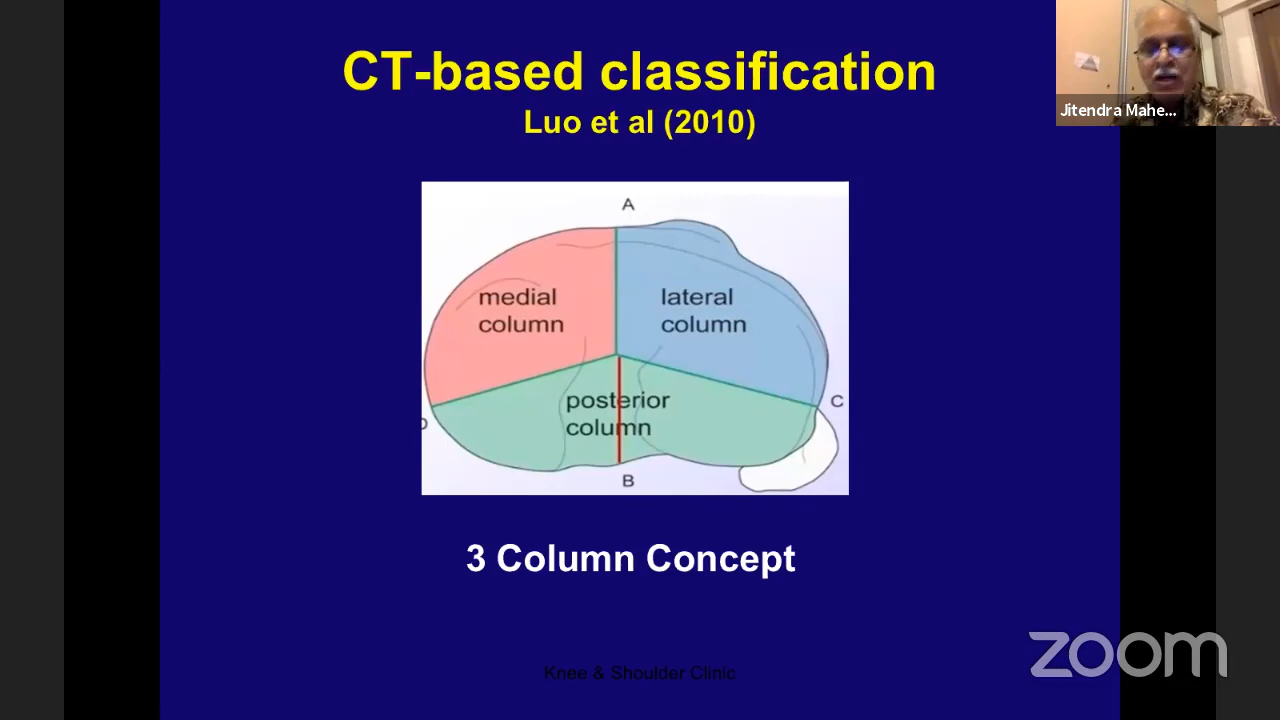 CT-based classification
Luo et al (2010)
Jitendra Mahe...
A
medial
column
lateral
column
posterior
column
C
D
B
3 Column Concept
Knee & Shoulder Clinic
zoom